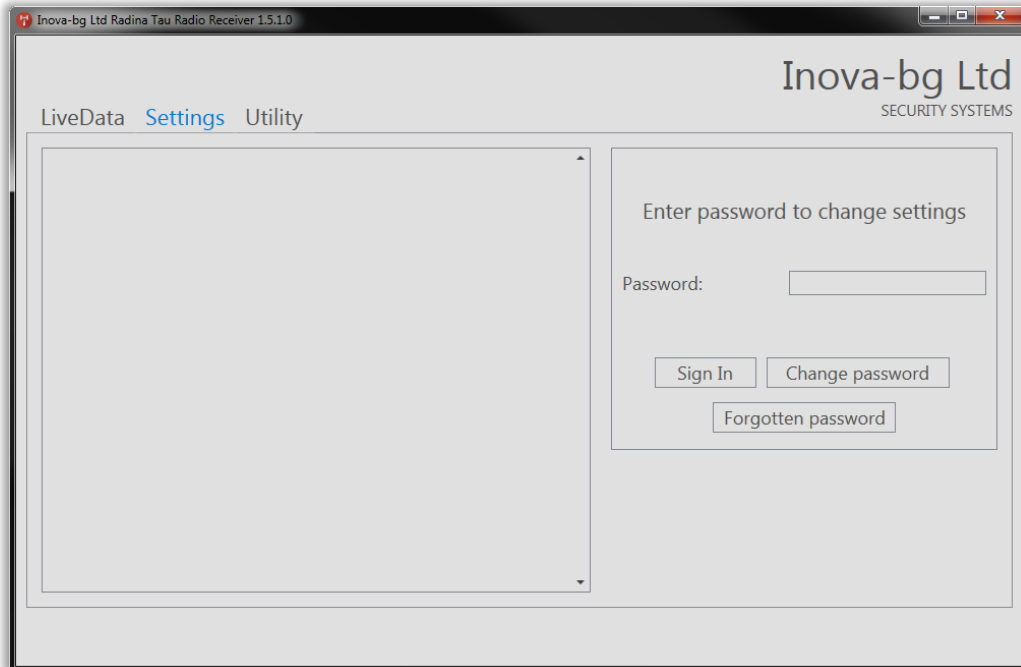 Inova-bg Ltd Radina Tau Radio Receiver 1.5.1.0
Inova-bg Ltd
SECURITY SYSTEMS
LiveData Settings Utility
Enter password to change settings
Password:
Sign In Change password
Forgotten password